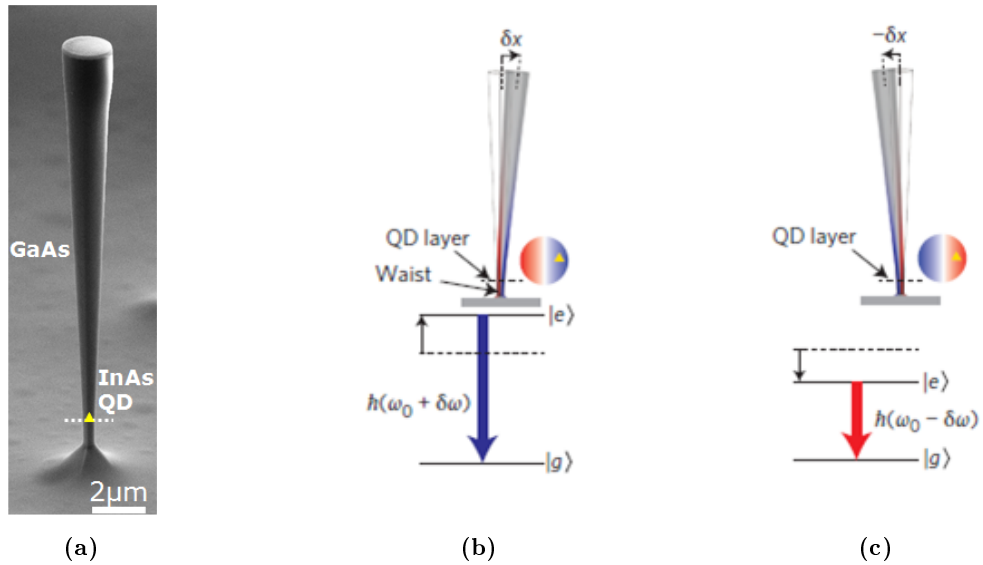 GaAs
InAs
QD
2μm
(a)
δx
QD layer
Waist
|e⟩
ħ(ω₀ + δω)
|g⟩
(b)
−δx
QD layer
|e⟩
ħ(ω₀ − δω)
|g⟩
(c)